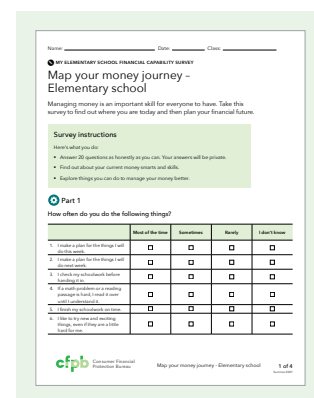 Name: Date: Class:
MY ELEMENTARY SCHOOL FINANCIAL CAPABILITY SURVEY
Map your money journey –
Elementary school
Managing money is an important skill for everyone to have. Take this
survey to find out where you are today and then plan your financial future.
Survey instructions
Here's what you do:
• Answer 20 questions as honestly as you can. Your answers will be private.
• Find out about your current money smarts and skills.
• Explore things you can do to manage your money better.
Part 1
How often do you do the following things?
Most of the time Sometimes Rarely I don't know
1. I make a plan for the things I will
do this week.
2. I make a plan for the things I will
do next week.
3. I check my schoolwork before
handing it in.
4. If a math problem or a reading
passage is hard, I read it over
until I understand it.
5. I finish my schoolwork on time.
6. I like to try new and exciting
things, even if they are a little
hard for me.
cfpb Consumer Financial
Protection Bureau
Map your money journey - Elementary school
1 of 4